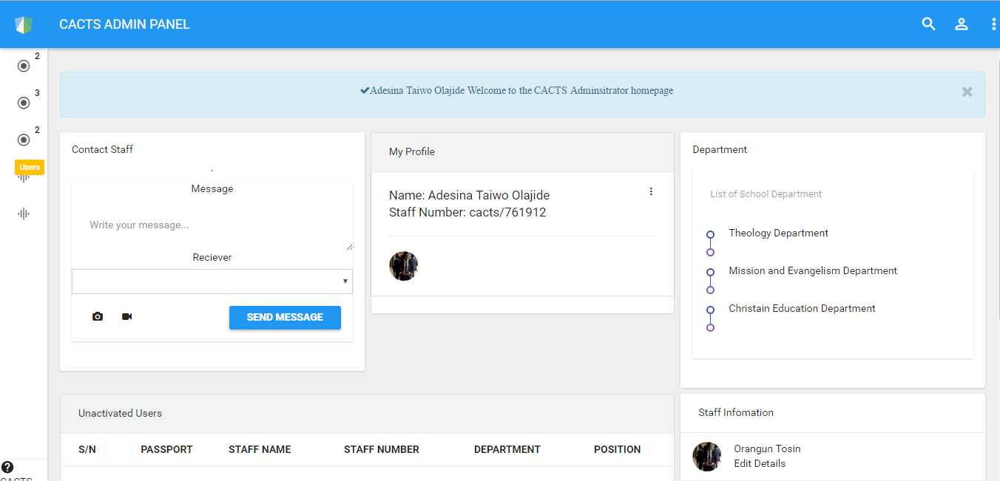 CACTS ADMIN PANEL
2
3
2
Users
Adesina Taiwo Olajide Welcome to the CACTS Adminsitrator homepage
Contact Staff
Message
Write your message...
Reciever
SEND MESSAGE
My Profile
Name: Adesina Taiwo Olajide
Staff Number: cacts/761912
Department
List of School Department
Theology Department
Mission and Evangelism Department
Christain Education Department
Unactivated Users
S/N PASSPORT STAFF NAME STAFF NUMBER DEPARTMENT POSITION
Staff Infomation
Orangun Tosin
Edit Details
CACTS